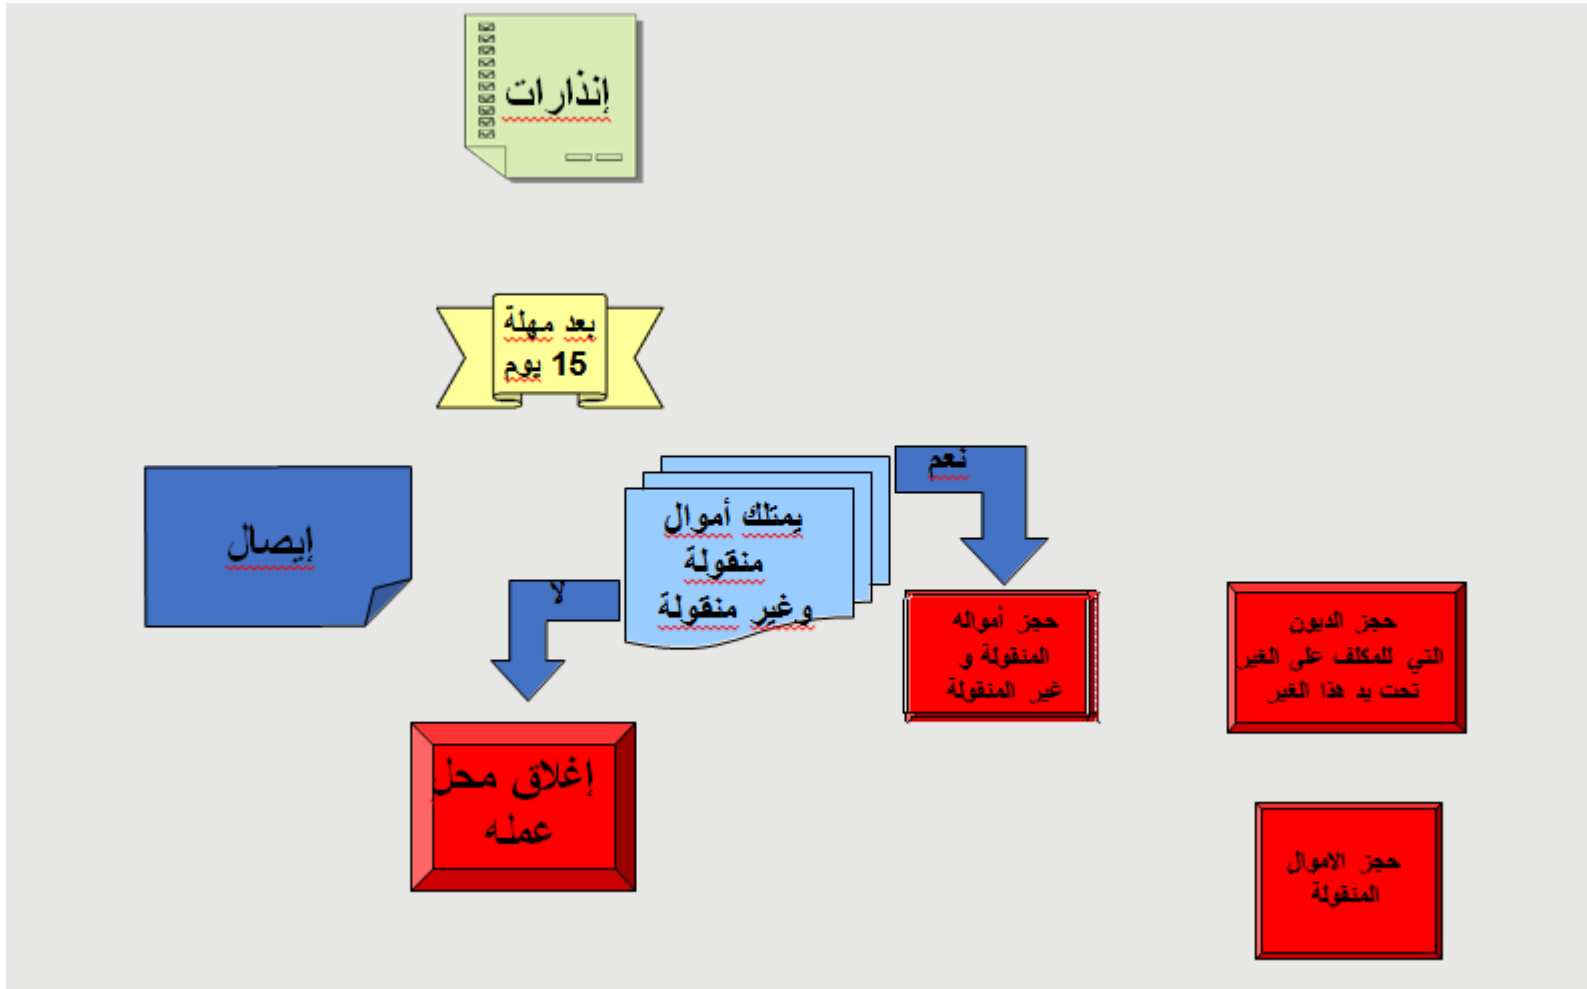 إنذارات
بعد مهلة
15 يوم
نعم
يمتلك أموال
منقولة
وغير منقولة
إيصال
لا
حجز أمواله
المنقولة و
غير المنقولة
حجز الديون
التي للمكلف على الغير
تحت يد هذا الغير
إغلاق محل
عمله
حجز الاموال
المنقولة